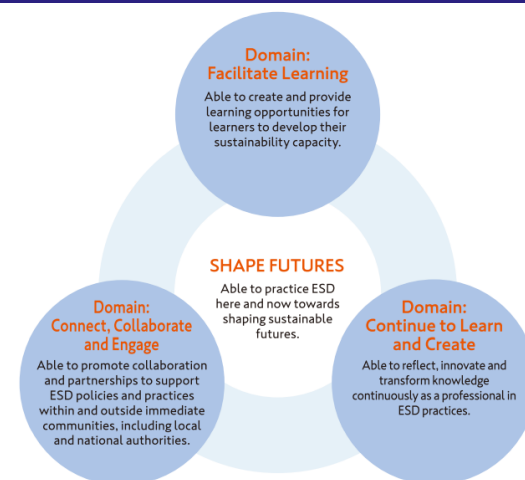 Domain:
Facilitate Learning
Able to create and provide
learning opportunities for
learners to develop their
sustainability capacity.
SHAPE FUTURES
Able to practice ESD
here and now towards
shaping sustainable
futures.
Domain:
Connect, Collaborate
and Engage
Able to promote collaboration
and partnerships to support
ESD policies and practices
within and outside immediate
communities, including local
and national authorities.
Domain:
Continue to Learn
and Create
Able to reflect, innovate and
transform knowledge
continuously as a professional in
ESD practices.